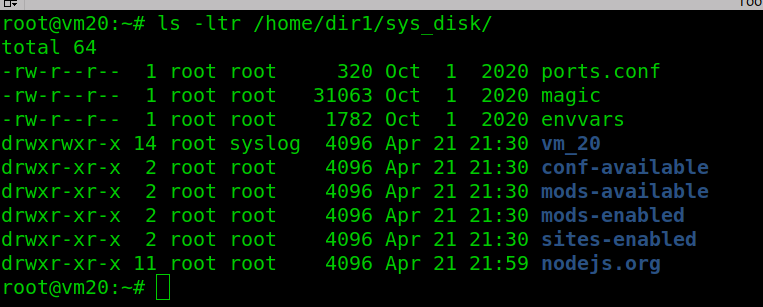 root@vm20:~# ls -ltr /home/dir1/sys_disk/
total 64
-rw-r--r--  1 root root     320 Oct  1  2020 ports.conf
-rw-r--r--  1 root root   31063 Oct  1  2020 magic
-rw-r--r--  1 root root    1782 Oct  1  2020 envvars
drwxrwxr-x 14 root syslog  4096 Apr 21 21:30 vm_20
drwxr-xr-x  2 root root    4096 Apr 21 21:30 conf-available
drwxr-xr-x  2 root root    4096 Apr 21 21:30 mods-available
drwxr-xr-x  2 root root    4096 Apr 21 21:30 mods-enabled
drwxr-xr-x  2 root root    4096 Apr 21 21:30 sites-enabled
drwxr-xr-x 11 root root    4096 Apr 21 21:59 nodejs.org
root@vm20:~#